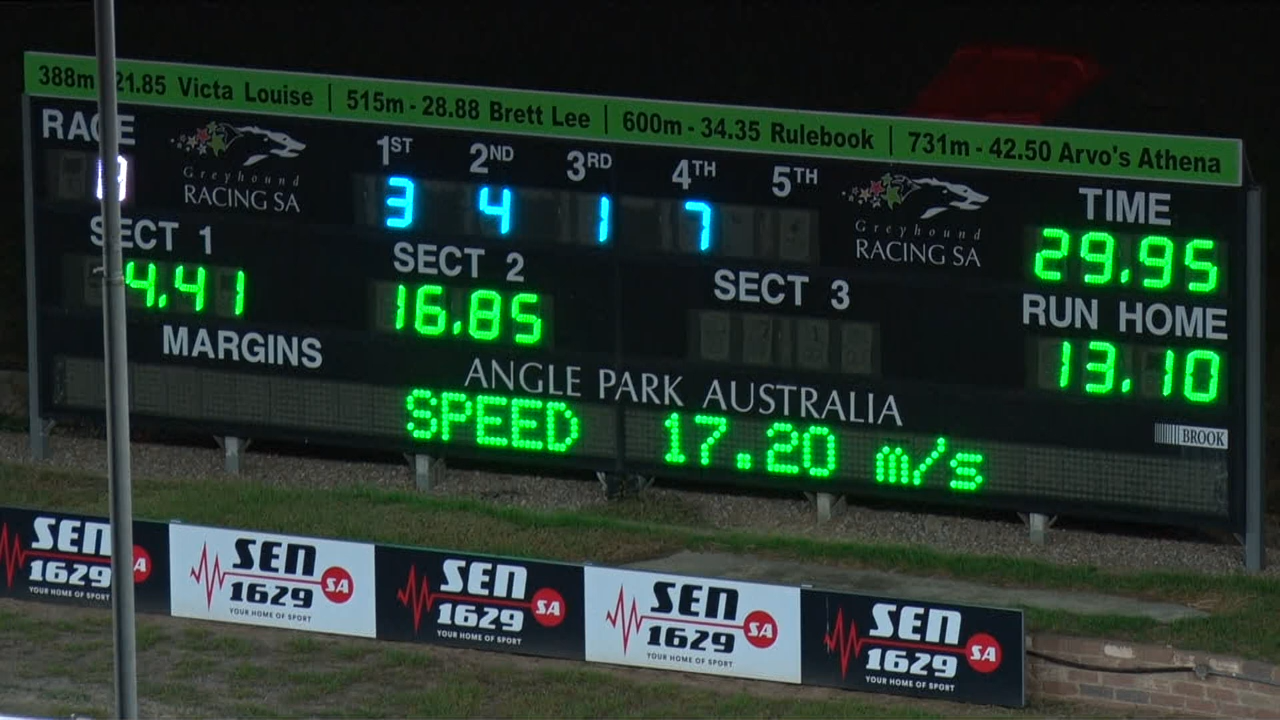 388m 21.85 Victa Louise | 515m - 28.88 Brett Lee | 600m - 34.35 Rulebook | 731m - 42.50 Arvo's Athena
RACE
Greyhound
RACING SA
1ST 2ND 3RD 4TH 5TH
3 4 1 7
Greyhound
RACING SA
TIME
29.95
SECT 1
4.41
SECT 2
16.85
SECT 3
RUN HOME
13.10
MARGINS
ANGLE PARK AUSTRALIA
SPEED 17.20 m/s
BROOK
SEN
1629
A
YOUR HOME OF SPORT
SEN
1629
SA
YOUR HOME OF SPORT
SEN
1629
SA
YOUR HOME OF SPORT
SEN
1629
SA
YOUR HOME OF SPORT
SEN
1629
SA
YOUR HOME OF SPORT